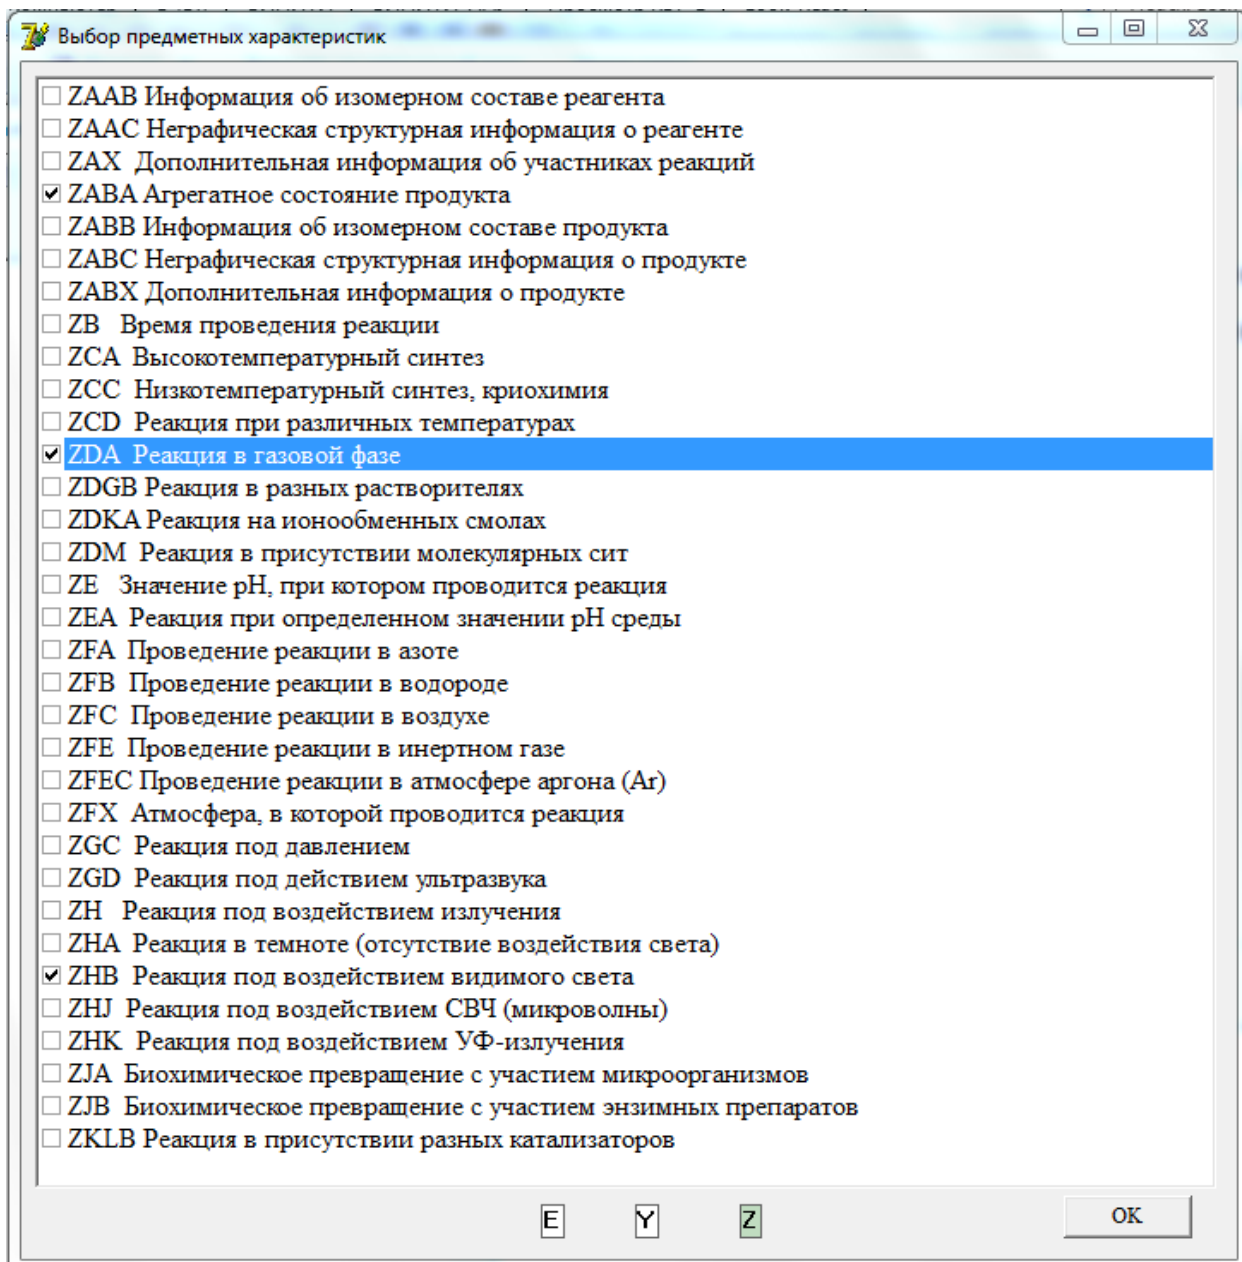 Выбор предметных характеристик
ZAAB Информация об изомерном составе реагента
ZAAC Неграфическая структурная информация о реагенте
ZAX Дополнительная информация об участниках реакций
ZABA Агрегатное состояние продукта
ZABB Информация об изомерном составе продукта
ZABC Неграфическая структурная информация о продукте
ZABX Дополнительная информация о продукте
ZB Время проведения реакции
ZCA Высокотемпературный синтез
ZCC Низкотемпературный синтез, криохимия
ZCD Реакция при различных температурах
ZDA Реакция в газовой фазе
ZDGB Реакция в разных растворителях
ZDKA Реакция на ионообменных смолах
ZDM Реакция в присутствии молекулярных сит
ZE Значение pH, при котором проводится реакция
ZEA Реакция при определенном значении pH среды
ZFA Проведение реакции в азоте
ZFB Проведение реакции в водороде
ZFC Проведение реакции в воздухе
ZFE Проведение реакции в инертном газе
ZFEC Проведение реакции в атмосфере аргона (Ar)
ZFX Атмосфера, в которой проводится реакция
ZGC Реакция под давлением
ZGD Реакция под действием ультразвука
ZH Реакция под воздействием излучения
ZHA Реакция в темноте (отсутствие воздействия света)
ZHB Реакция под воздействием видимого света
ZHJ Реакция под воздействием СВЧ (микроволны)
ZHK Реакция под воздействием УФ-излучения
ZJA Биохимическое превращение с участием микроорганизмов
ZJB Биохимическое превращение с участием энзимных препаратов
ZKLB Реакция в присутствии разных катализаторов
E Y Z OK